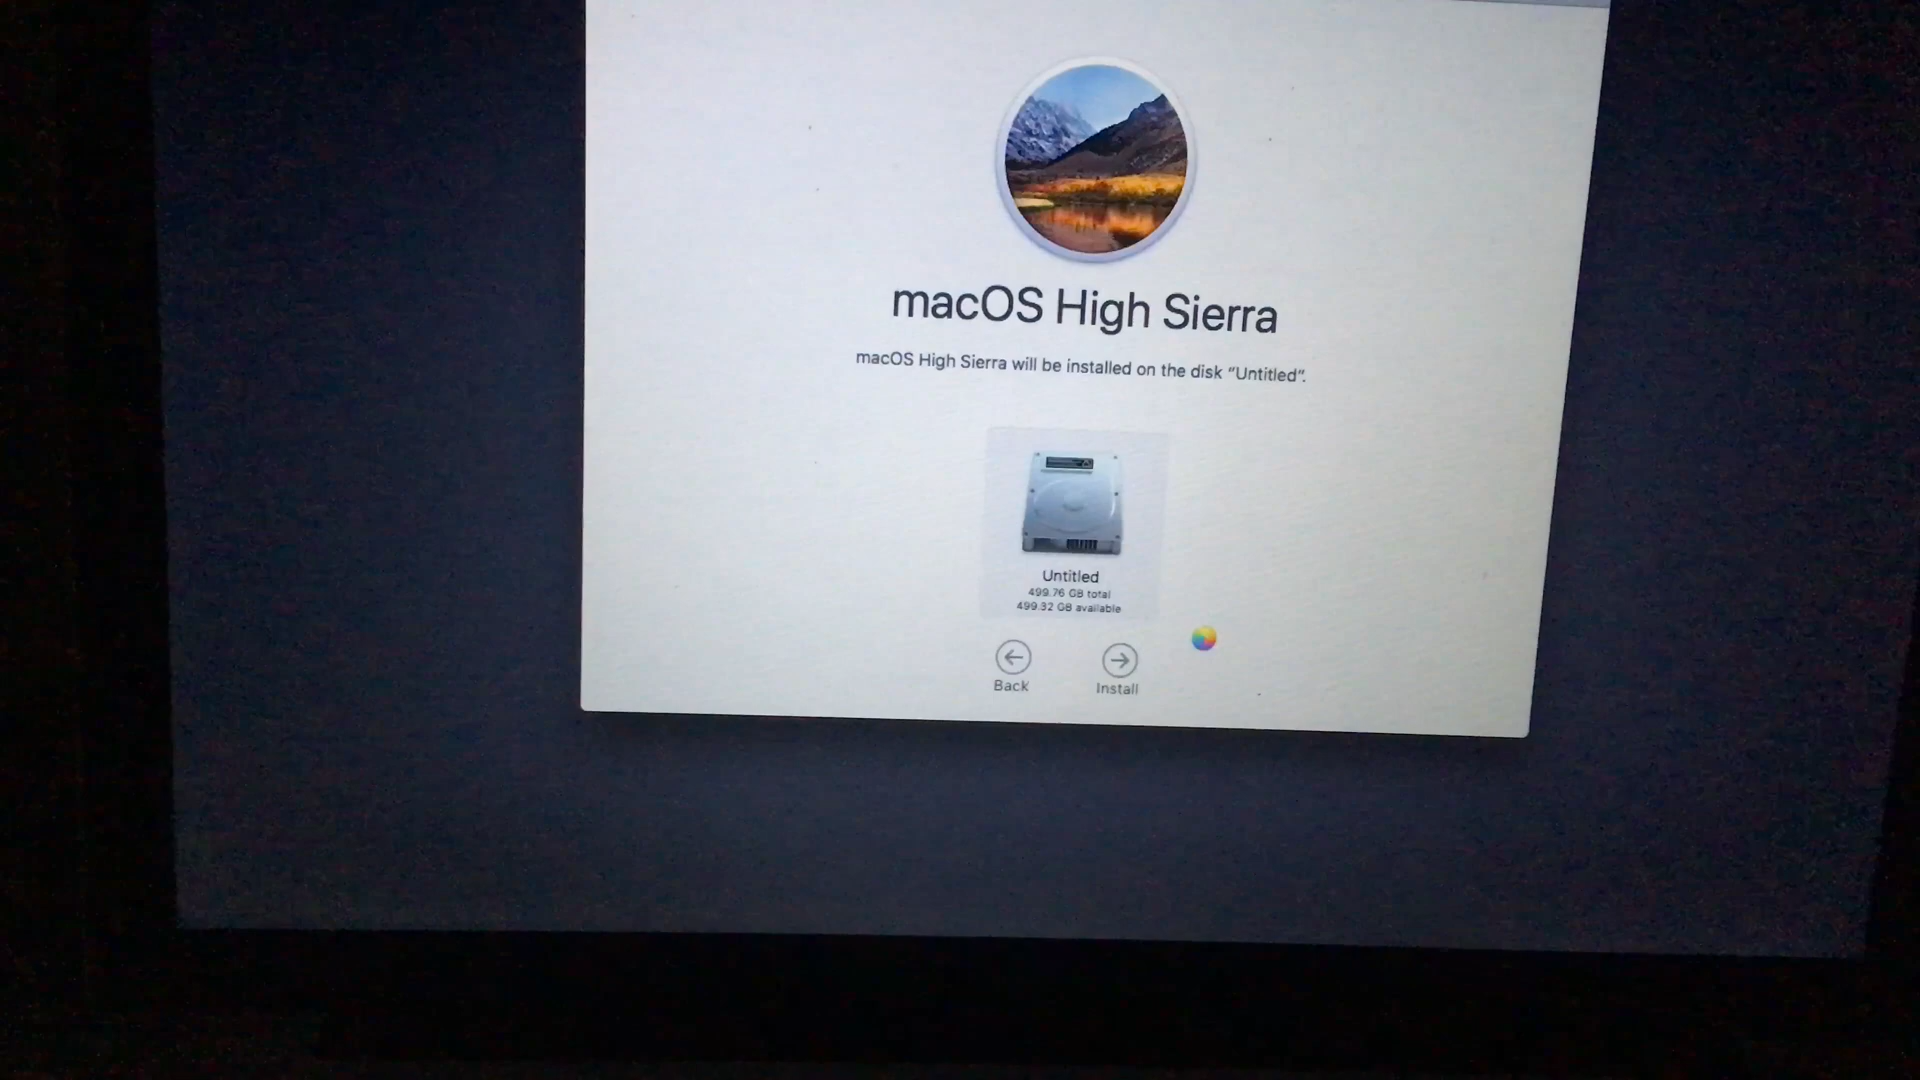 macOS High Sierra
macOS High Sierra will be installed on the disk “Untitled”.
Untitled
499.76 GB total
499.32 GB available
Back
Install